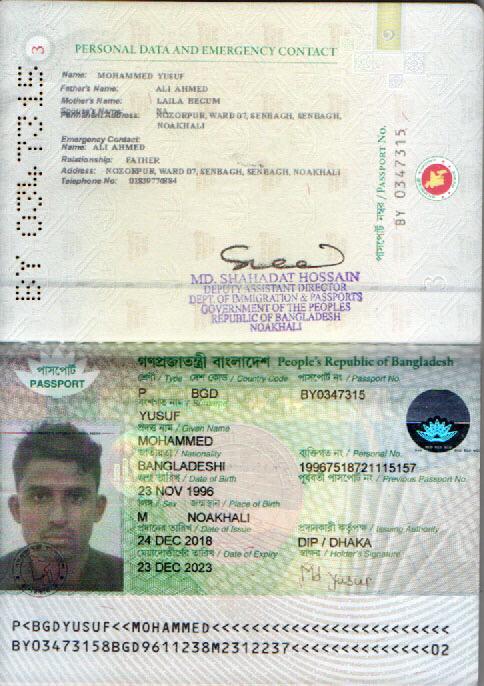 3
PERSONAL DATA AND EMERGENCY CONTACT
Name: MOHAMMED YUSUF
Father's Name: ALI AHMED
Mother's Name: LAILA BEGUM
Spouse's Name: NA
Permanent Address: NOZORPUR, WARD 07, SENBAGH, SENBAGH,
NOAKHALI
Emergency Contact:
Name: ALI AHMED
Relationship: FATHER
Address: NOZORPUR, WARD 07, SENBAGH, SENBAGH, NOAKHALI
Telephone No:
BY 0347315
পাসপোর্ট নম্বর / PASSPORT No.
BY 0347315
MD. SHAHADAT HOSSAIN
DEPUTY ASSISTANT DIRECTOR
DEPT. OF IMMIGRATION & PASSPORTS
GOVERNMENT OF THE PEOPLES
REPUBLIC OF BANGLADESH
NOAKHALI
পাসপোর্ট
PASSPORT
গণপ্রজাতন্ত্রী বাংলাদেশ People's Republic of Bangladesh
শ্রেণী / Type দেশ কোড / Country Code পাসপোর্ট নং / Passport No.
P BGD BY0347315
YUSUF
প্রদত্ত নাম / Given Name
MOHAMMED
জাতীয়তা / Nationality ব্যক্তিগত নং / Personal No.
BANGLADESHI 19967518721115157
জন্ম তারিখ / Date of Birth পূর্ববর্তী পাসপোর্ট নং / Previous Passport No.
23 NOV 1996
লিঙ্গ / Sex জন্মস্থান / Place of Birth
M NOAKHALI
প্রদানের তারিখ / Date of Issue প্রদানকারী কর্তৃপক্ষ / Issuing Authority
24 DEC 2018 DIP / DHAKA
মেয়াদোত্তীর্ণের তারিখ / Date of Expiry স্বাক্ষর / Holder's Signature
23 DEC 2023 Md yusuf
P<BGDYUSUF<<MOHAMMED<<<<<<<<<<<<<<<<<<<<<<<<
BY03473158BGD9611238M2312237<<<<<<<<<<<<<<02